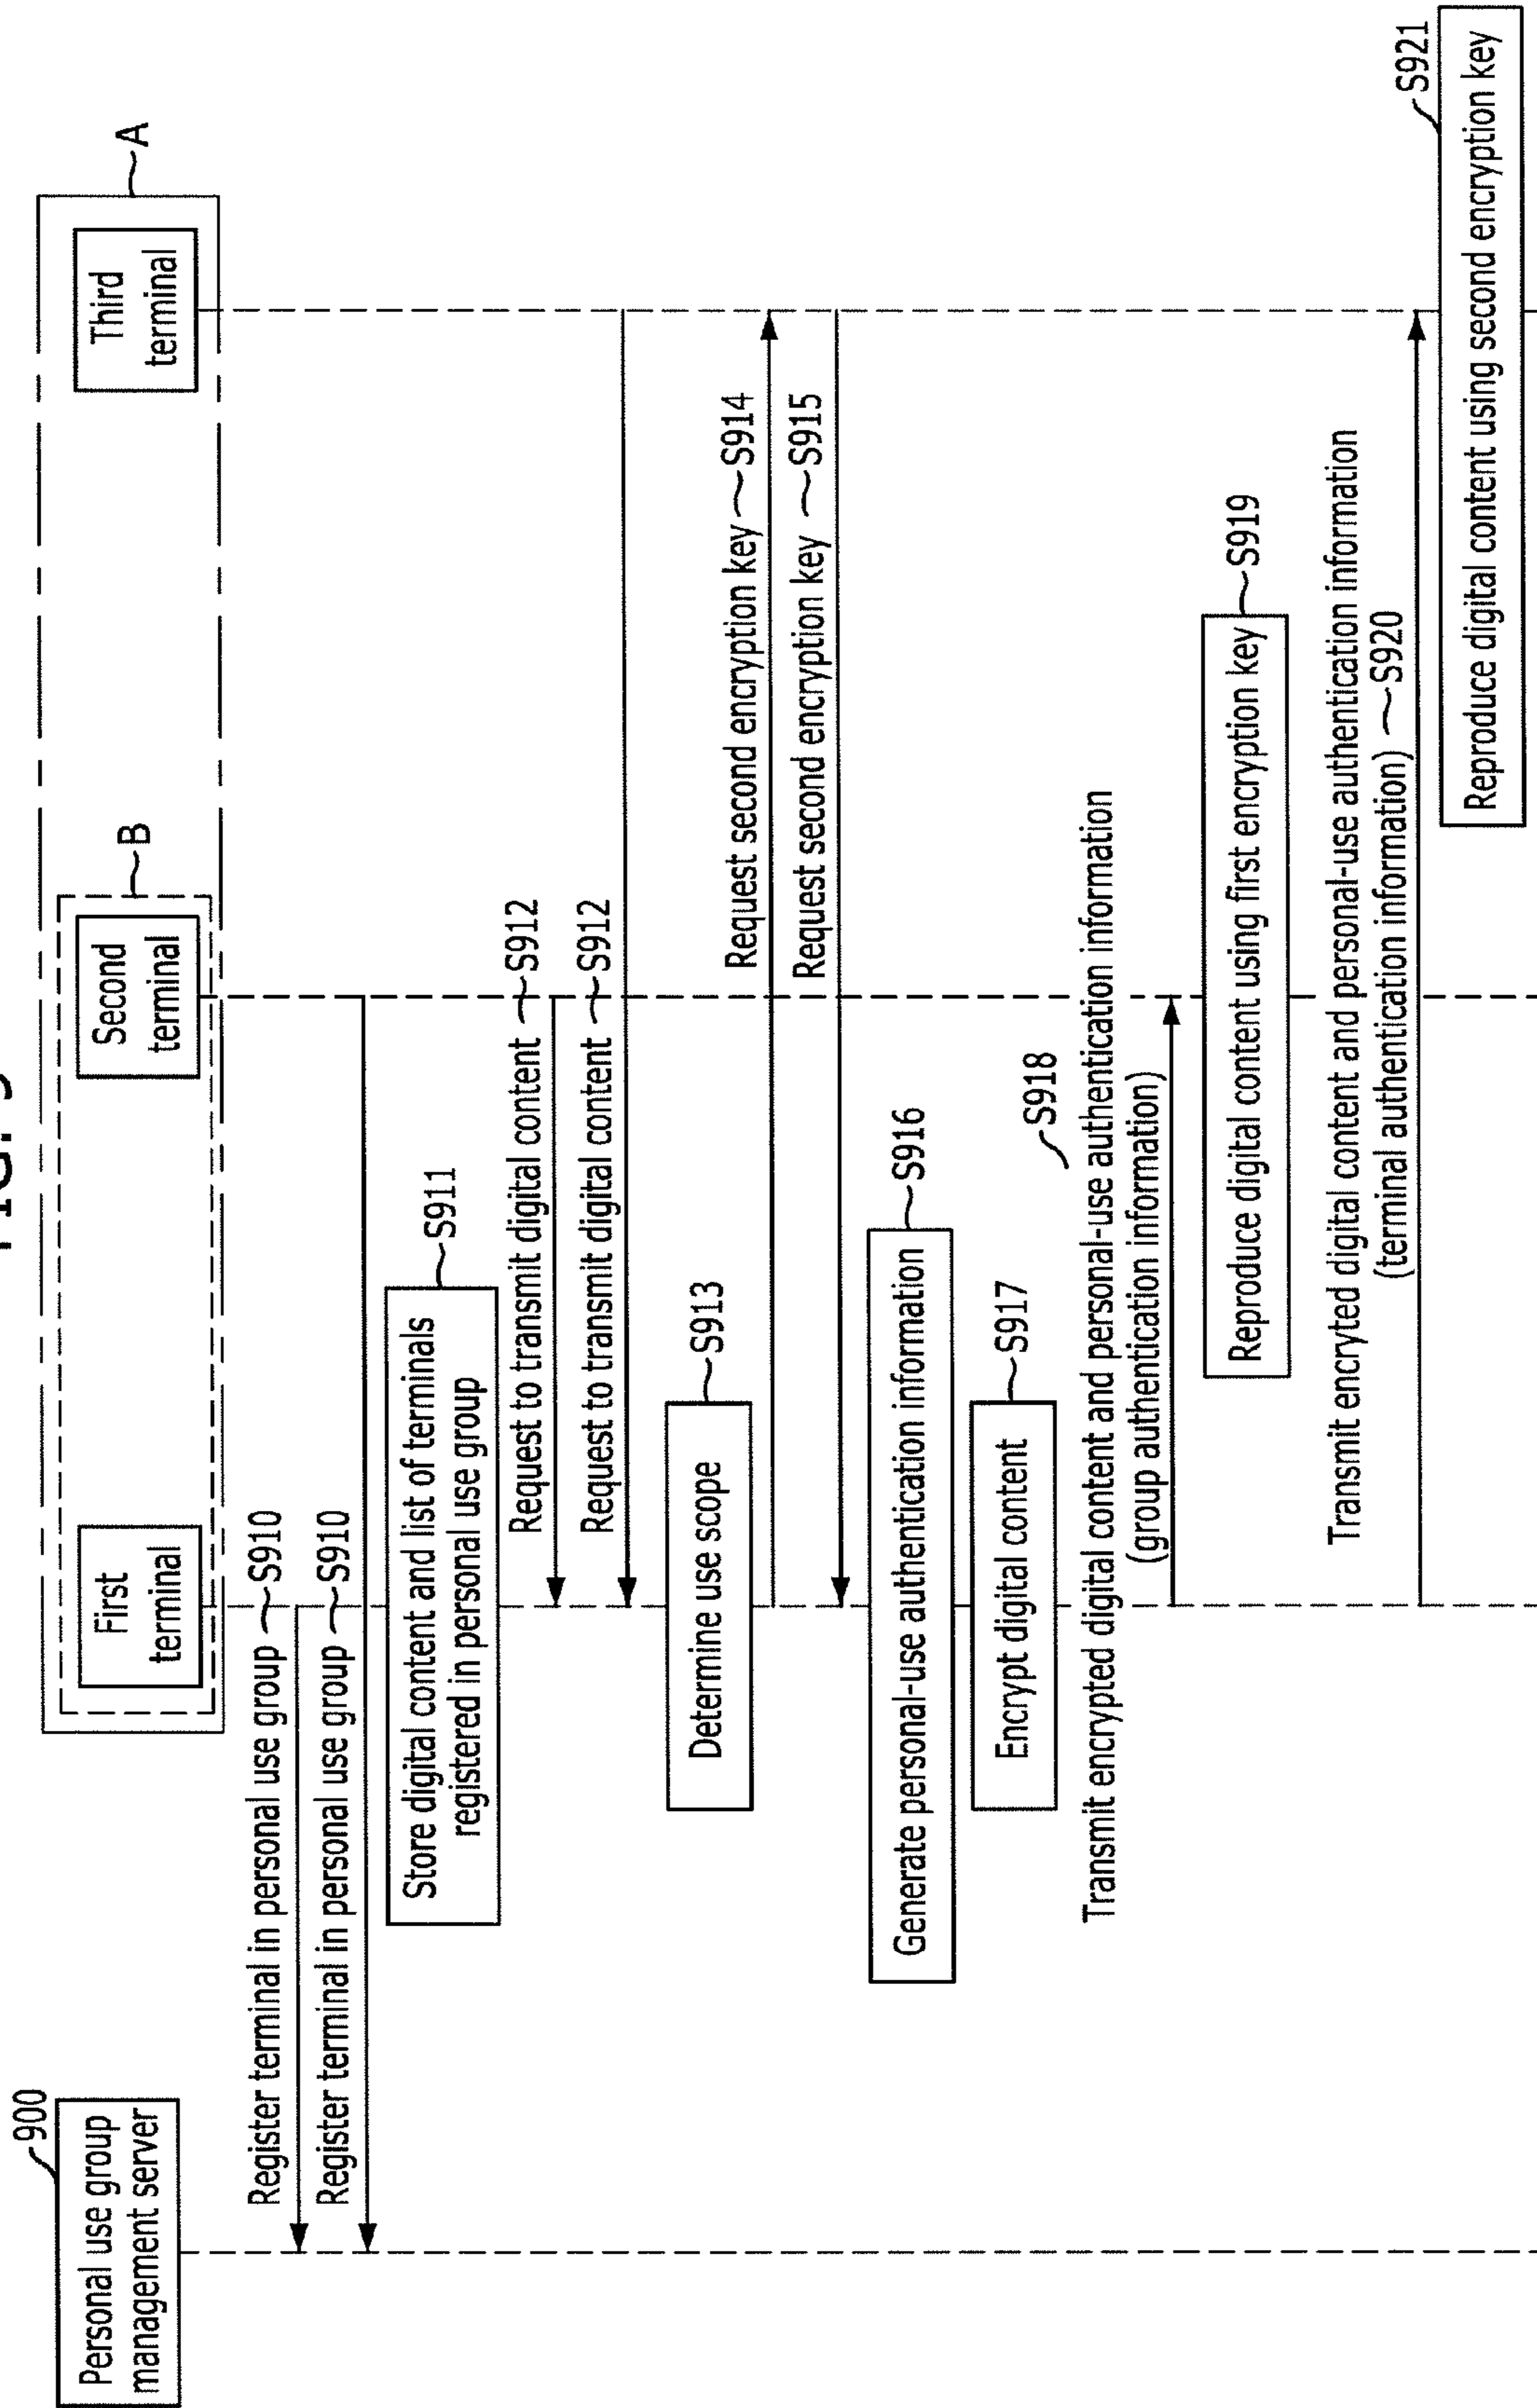 FIG. 9
900
Personal use group
management server
First
terminal
Second
terminal
B
Third
terminal
A
Register terminal in personal use group S910
Register terminal in personal use group S910
S911
Store digital content and list of terminals
registered in personal use group
Request to transmit digital content S912
Request to transmit digital content S912
Determine use scope
S913
Request second encryption key S914
Request second encryption key S915
Generate personal-use authentication information
S916
Encrypt digital content
S917
S918
Transmit encrypted digital content and personal-use authentication information
(group authentication information)
Reproduce digital content using first encryption key
S919
Transmit encryted digital content and personal-use authentication information
(terminal authentication information) S920
S921
Reproduce digital content using second encryption key